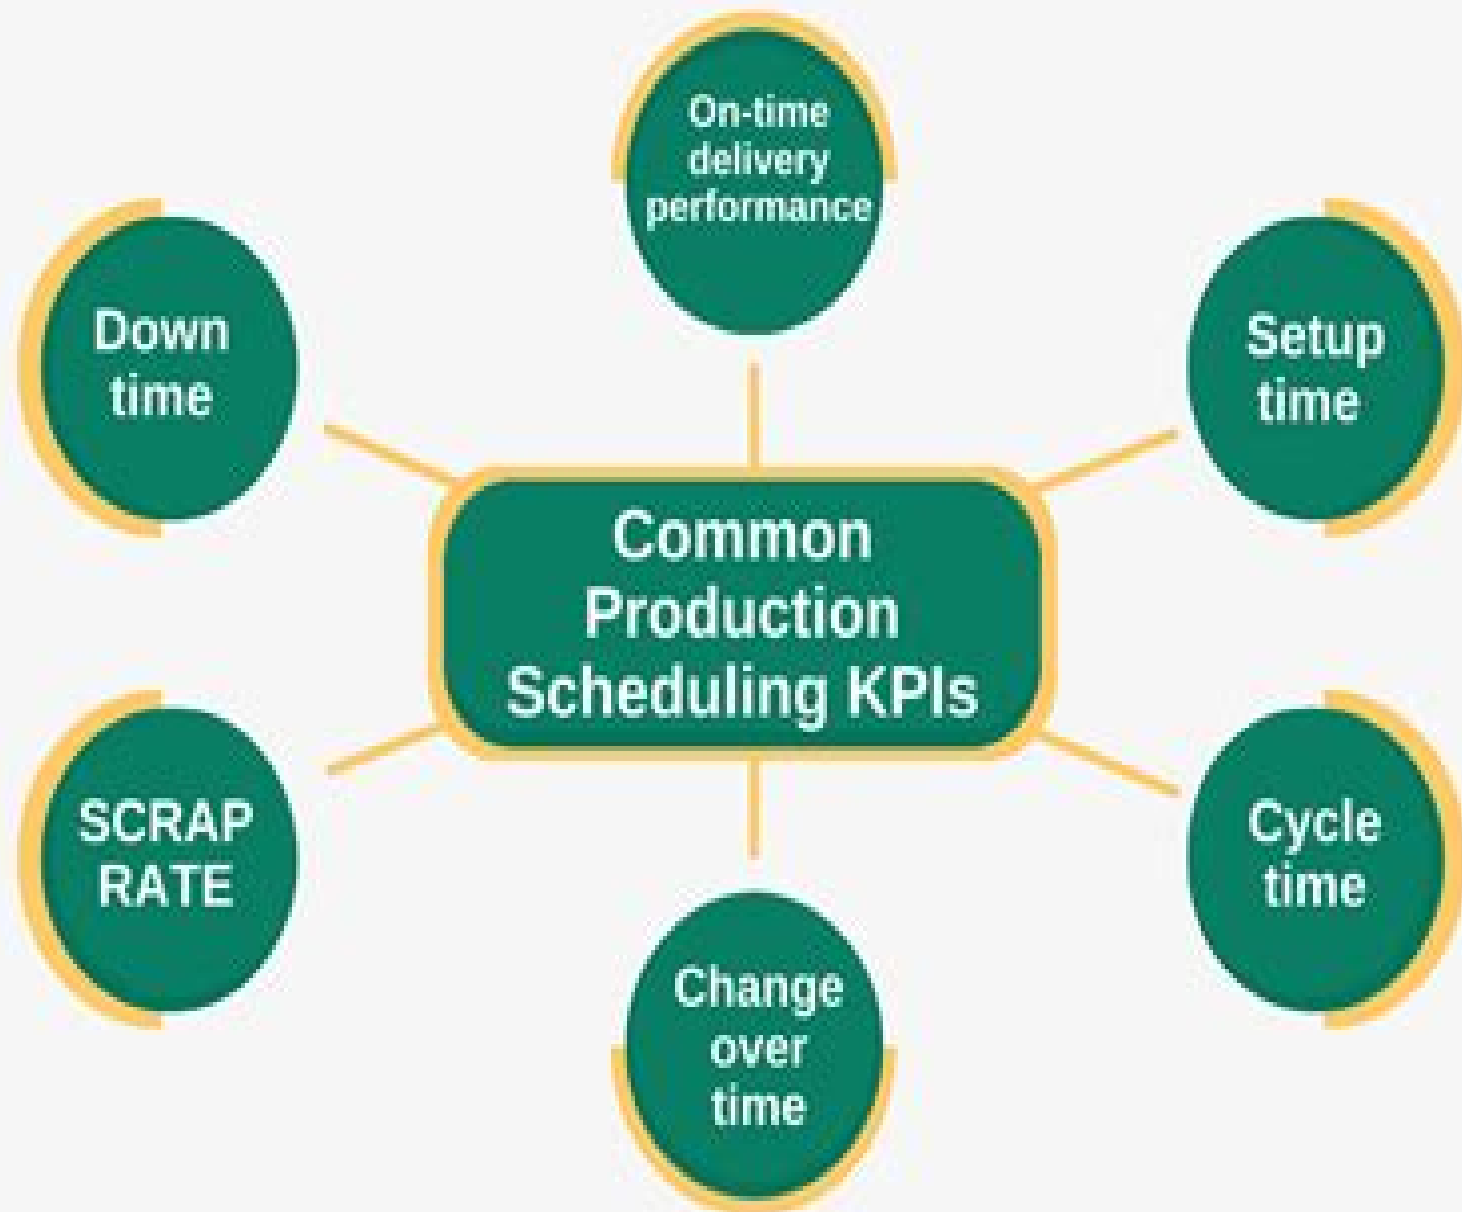 On-time
delivery
performance
Down
time
Setup
time
Common
Production
Scheduling KPIs
SCRAP
RATE
Cycle
time
Change
over
time